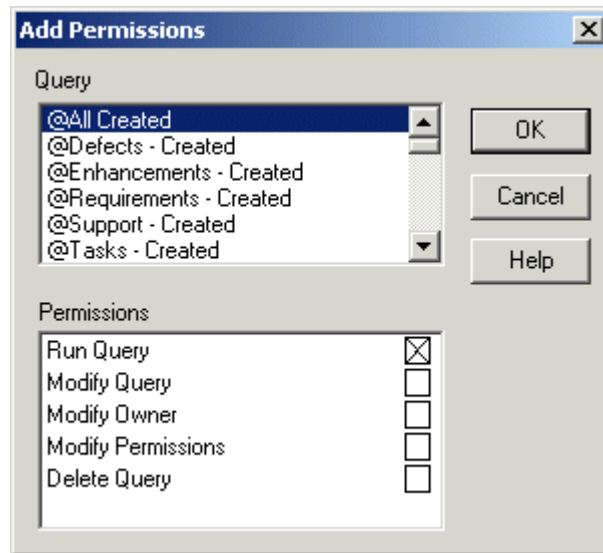 Add Permissions
Query
@All Created
@Defects - Created
@Enhancements - Created
@Requirements - Created
@Support - Created
@Tasks - Created
OK
Cancel
Help
Permissions
Run Query
Modify Query
Modify Owner
Modify Permissions
Delete Query